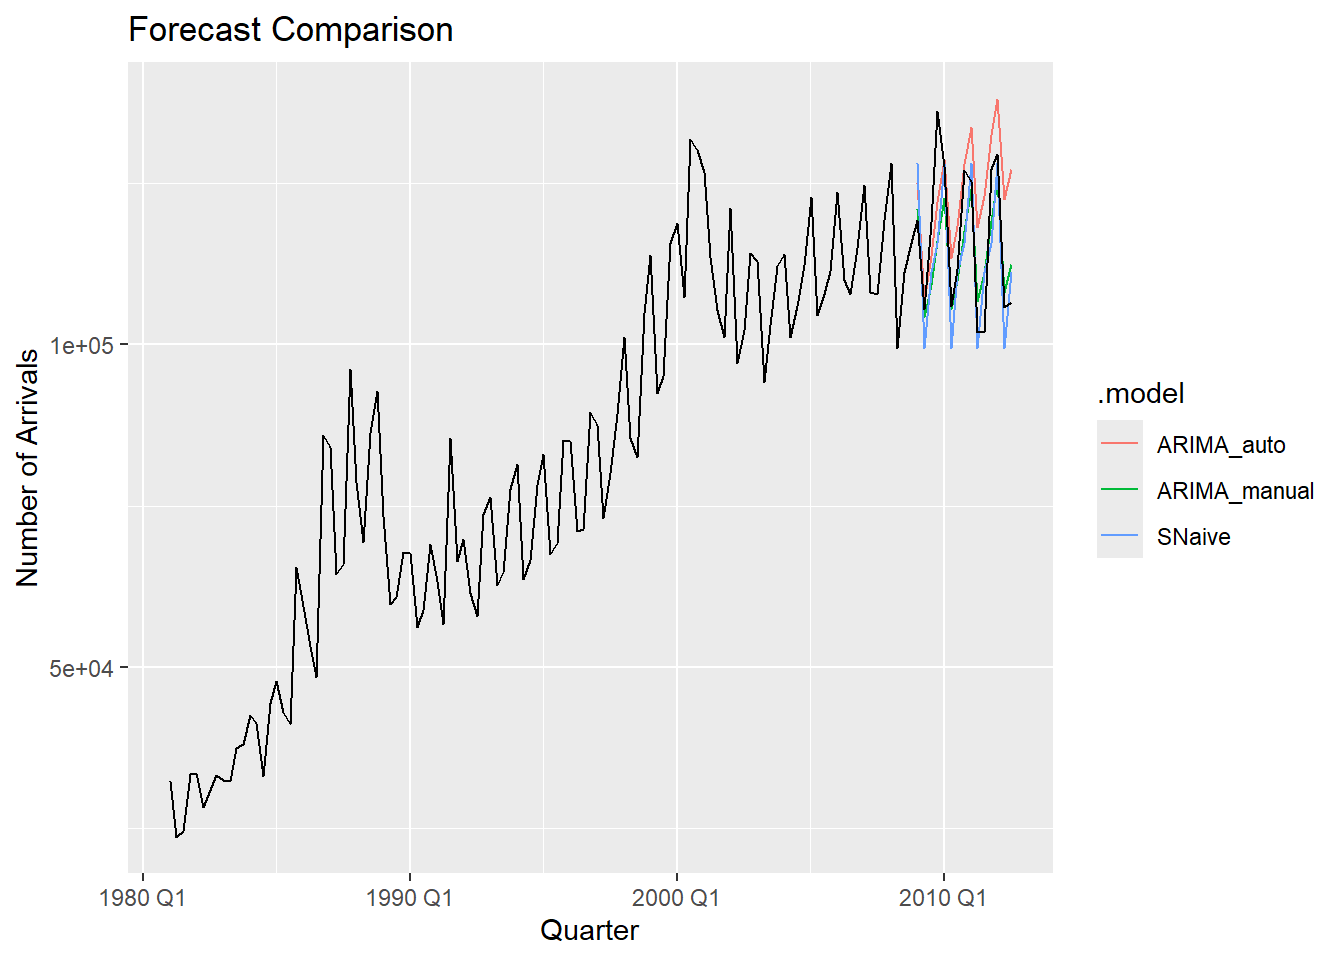 Forecast Comparison
Number of Arrivals
1e+05
5e+04
1980 Q1
1990 Q1
2000 Q1
2010 Q1
Quarter
.model
ARIMA_auto
ARIMA_manual
SNaive